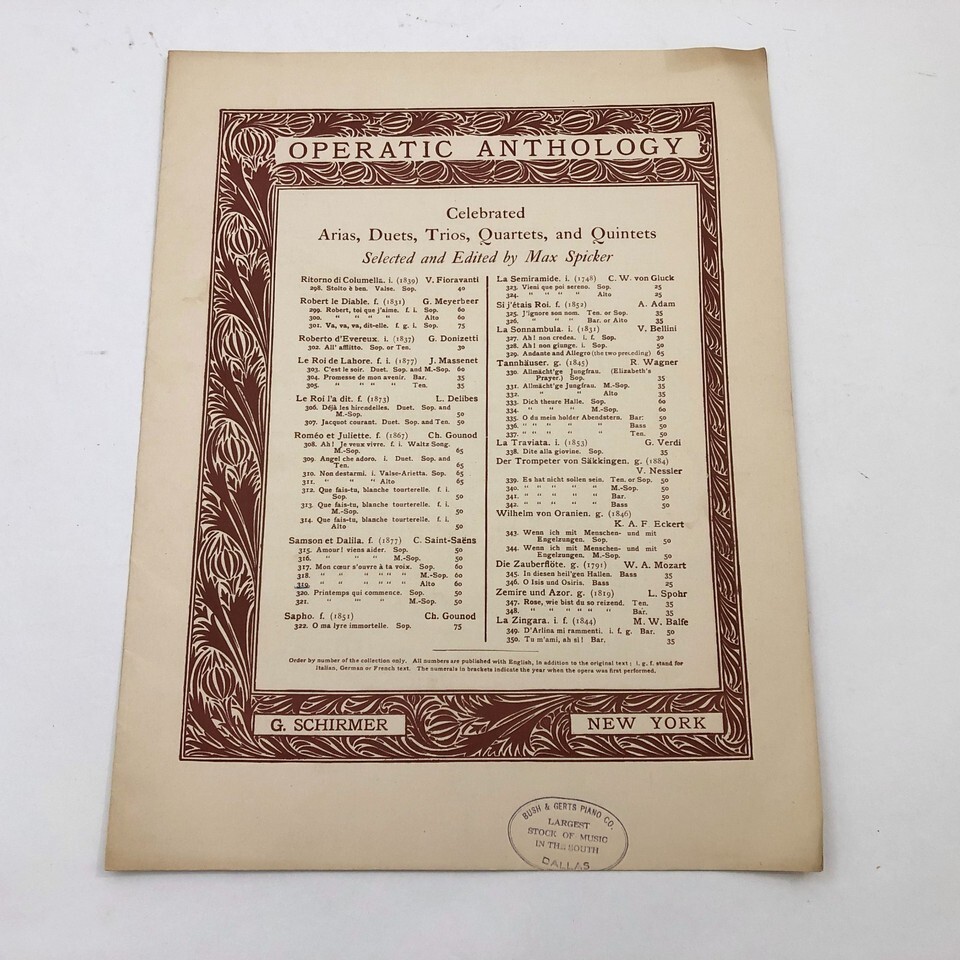 OPERATIC ANTHOLOGY
Celebrated
Arias, Duets, Trios, Quartets, and Quintets
Selected and Edited by Max Spicker
Ritorno di Columella. i. (1839) V. Fioravanti
298. Stolto è ben. Valse. Sop. 40
Robert le Diable. f. (1831) G. Meyerbeer
299. Robert, toi que j'aime. f. i. Sop. 60
300. " " " " Alto 60
301. Va, va, va, dit-elle. f. g. i. Sop. 75
Roberto d'Evereux. i. (1837) G. Donizetti
302. All' afflitto. Sop. or Ten. 30
Le Roi de Lahore. f. i. (1877) J. Massenet
303. C'est le soir. Duet. Sop. and M.-Sop. 60
304. Promesse de mon avenir. Bar. 35
305. " " " " Ten. 35
Le Roi l'a dit. f. (1873) L. Delibes
306. Déjà les hirondelles. Duet. Sop. and
M.-Sop. 50
307. Jacquot courant. Duet. Sop. and Ten. 50
Roméo et Juliette. f. (1867) Ch. Gounod
308. Ah! Je veux vivre. f. i. Waltz Song.
M.-Sop. 65
309. Angel che adoro. i. Duet. Sop. and
Ten. 65
310. Non destarmi. i. Valse-Arietta. Sop. 65
311. " " " Alto 65
312. Que fais-tu, blanche tourterelle. f. i.
Sop. 50
313. Que fais-tu, blanche tourterelle. f. i.
M.-Sop. 50
314. Que fais-tu, blanche tourterelle. f. i.
Alto 50
Samson et Dalila. f. (1877) C. Saint-Saëns
315. Amour! viens aider. Sop. 50
316. " " " M.-Sop. 50
317. Mon cœur s'ouvre à ta voix. Sop. 60
318. " " " " " " M.-Sop. 60
319. " " " " " " Alto 60
320. Printemps qui commence. Sop. 50
321. " " " M.-Sop. 50
Sapho. f. (1851) Ch. Gounod
322. O ma lyre immortelle. Sop. 75
La Semiramide. i. (1748) C. W. von Gluck
323. Vieni que poi sereno. Sop. 25
324. " " " " Alto 25
Si j'étais Roi. f. (1852) A. Adam
325. J'ignore son nom. Ten. or Sop. 35
326. " " " Bar. or Alto 35
La Sonnambula. i. (1831) V. Bellini
327. Ah! non credea. i. f. Sop. 30
328. Ah! non giunge. i. Sop. 50
329. Andante and Allegro (the two preceding) 65
Tannhäuser. g. (1845) R. Wagner
330. Allmächt'ge Jungfrau. (Elizabeth's
Prayer.) Sop. 35
331. Allmächt'ge Jungfrau. M.-Sop. 35
332. " " Alto 35
333. Dich theure Halle. Sop. 60
334. " " " M.-Sop. 60
335. O du mein holder Abendstern. Bar. 50
336. " " " " " Bass 50
337. " " " " " Ten. 50
La Traviata. i. (1853) G. Verdi
338. Dite alla giovine. Sop. 35
Der Trompeter von Säkkingen. g. (1884)
V. Nessler
339. Es hat nicht sollen sein. Ten. or Sop. 50
340. " " " " " M.-Sop. 50
341. " " " " " Bar. 50
342. " " " " " Bass 50
Wilhelm von Oranien. g. (1846)
K. A. F. Eckert
343. Wenn ich mit Menschen- und mit
Engelzungen. Sop. 50
344. Wenn ich mit Menschen- und mit
Engelzungen. M.-Sop. 50
Die Zauberflöte. g. (1791) W. A. Mozart
345. In diesen heil'gen Hallen. Bass 35
346. O Isis und Osiris. Bass 25
Zemire und Azor. g. (1819) L. Spohr
347. Rose, wie bist du so reizend. Ten. 35
348. " " " " " " Bar. 35
La Zingara. i. f. (1844) M. W. Balfe
349. D'Arlina mi rammenti. i. f. g. Bar. 50
350. Tu m'ami, ah sì! Bar. 35
Order by number of the collection only. All numbers are published with English, in addition to the original text; i. g. f. stand for
Italian, German or French text. The numerals in brackets indicate the year when the opera was first performed.
G. SCHIRMER NEW YORK
BUSH & GERTS PIANO CO.
LARGEST
STOCK OF MUSIC
IN THE SOUTH
DALLAS